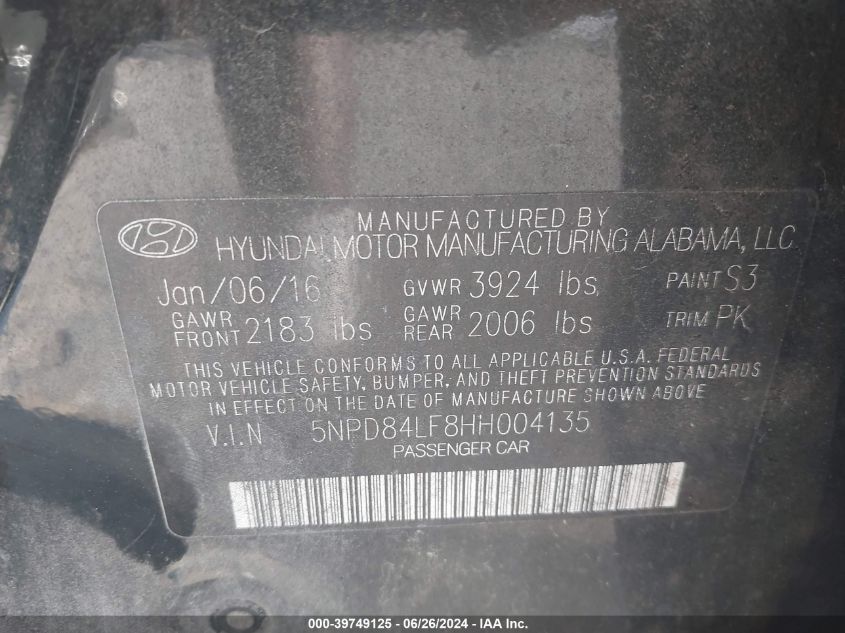 MANUFACTURED BY
HYUNDAI MOTOR MANUFACTURING ALABAMA, LLC.
Jan/06/16 GVWR 3924 lbs, PAINT S3
GAWR FRONT 2183 lbs GAWR REAR 2006 lbs TRIM PK
THIS VEHICLE CONFORMS TO ALL APPLICABLE U.S.A. FEDERAL
MOTOR VEHICLE SAFETY, BUMPER, AND THEFT PREVENTION STANDARDS
IN EFFECT ON THE DATE OF MANUFACTURE SHOWN ABOVE
V.I.N 5NPD84LF8HH004135
PASSENGER CAR
000-39749125 - 06/26/2024 - IAA Inc.